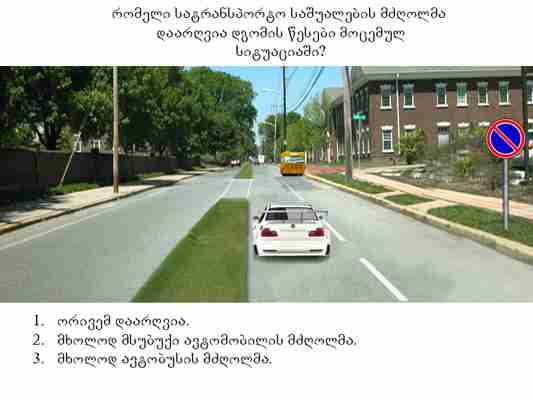 რომელი სატრანსპორტო საშუალების მძღოლმა
დაარღვია დგომის წესები მოცემულ
სიტუაციაში?
1. ორივემ დაარღვია.
2. მხოლოდ მსუბუქი ავტომობილის მძღოლმა.
3. მხოლოდ ავტობუსის მძღოლმა.